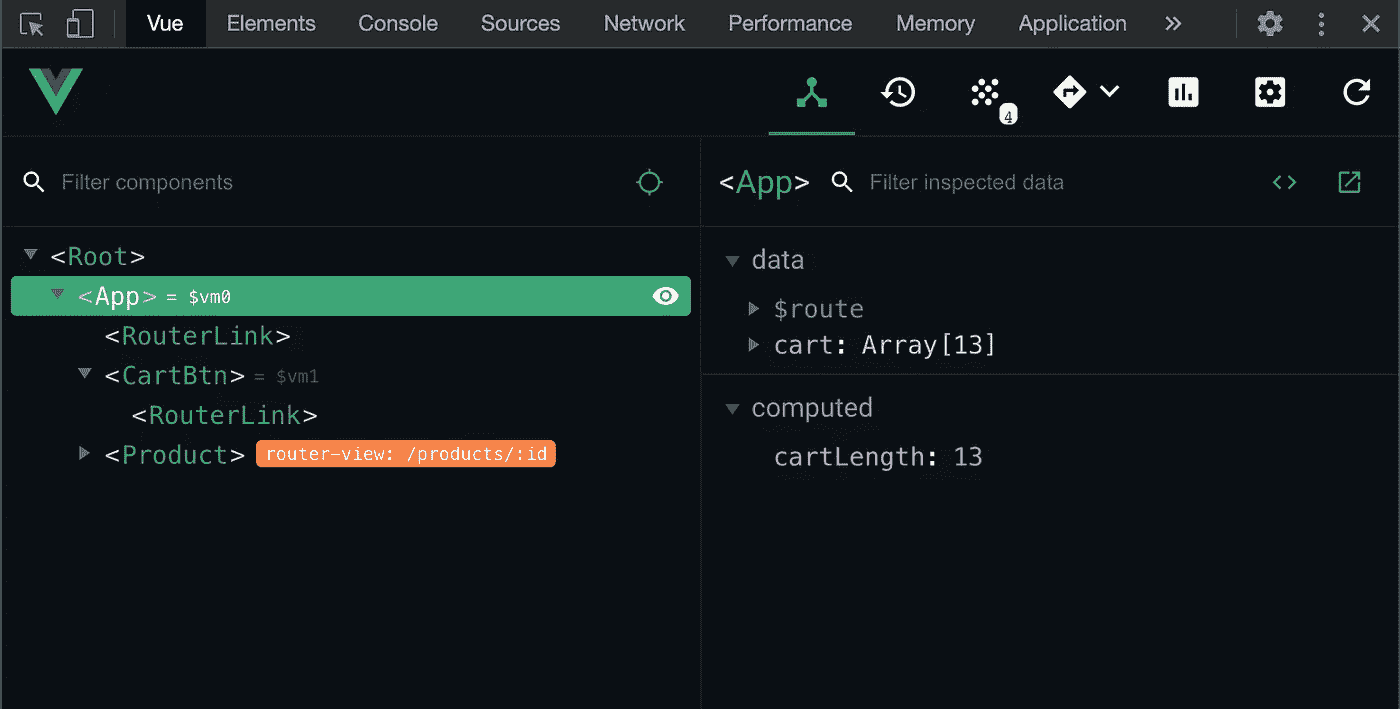 Vue Elements Console Sources Network Performance Memory Application »
4
Filter components
<App> Filter inspected data < >
<Root>
<App> = $vm0
<RouterLink>
<CartBtn> = $vm1
<RouterLink>
<Product> router-view: /products/:id
data
$route
cart: Array[13]
computed
cartLength: 13